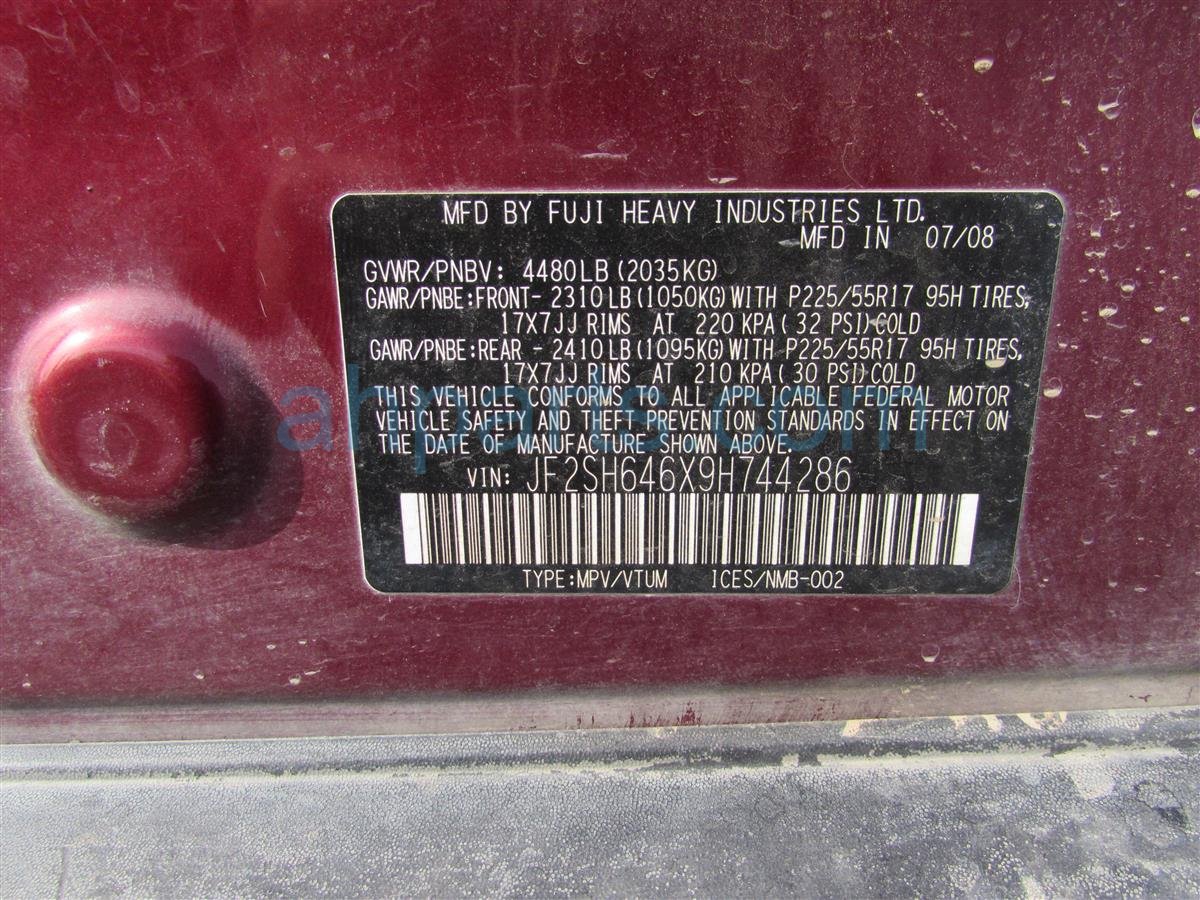 MFD BY FUJI HEAVY INDUSTRIES LTD.
MFD IN 07/08
GVWR/PNBV: 4480LB(2035KG)
GAWR/PNBE:FRONT- 2310LB(1050KG)WITH P225/55R17 95H TIRES,
17X7JJ RIMS AT 220 KPA( 32 PSI)COLD
GAWR/PNBE:REAR - 2410LB(1095KG)WITH P225/55R17 95H TIRES,
17X7JJ RIMS AT 210 KPA(30 PSI)COLD
THIS VEHICLE CONFORMS TO ALL APPLICABLE FEDERAL MOTOR
VEHICLE SAFETY AND THEFT PREVENTION STANDARDS IN EFFECT ON
THE DATE OF MANUFACTURE SHOWN ABOVE.
ahparts.com
VIN: JF2SH646X9H744286
TYPE:MPV/VTUM ICES/NMB-002